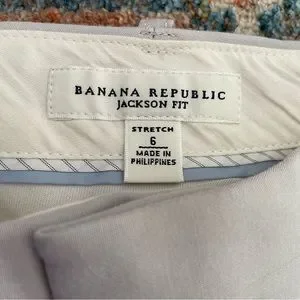 BANANA REPUBLIC
JACKSON FIT
STRETCH
6
MADE IN
PHILIPPINES